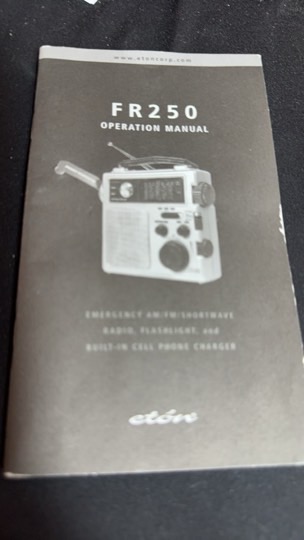 www.etoncorp.com
FR250
OPERATION MANUAL
EMERGENCY AM/FM/SHORTWAVE
RADIO, FLASHLIGHT, and
BUILT-IN CELL PHONE CHARGER
etón